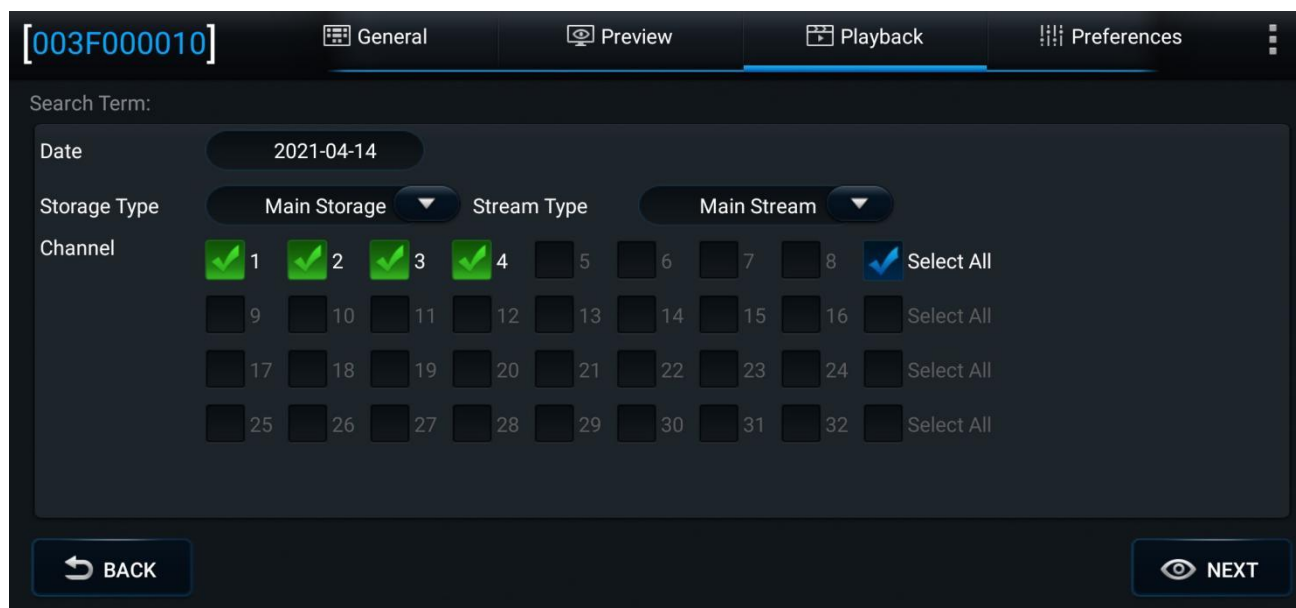 [003F000010] General Preview Playback Preferences
Search Term:
Date 2021-04-14
Storage Type Main Storage Stream Type Main Stream
Channel 1 2 3 4 5 6 7 8 Select All
9 10 11 12 13 14 15 16 Select All
17 18 19 20 21 22 23 24 Select All
25 26 27 28 29 30 31 32 Select All
BACK NEXT